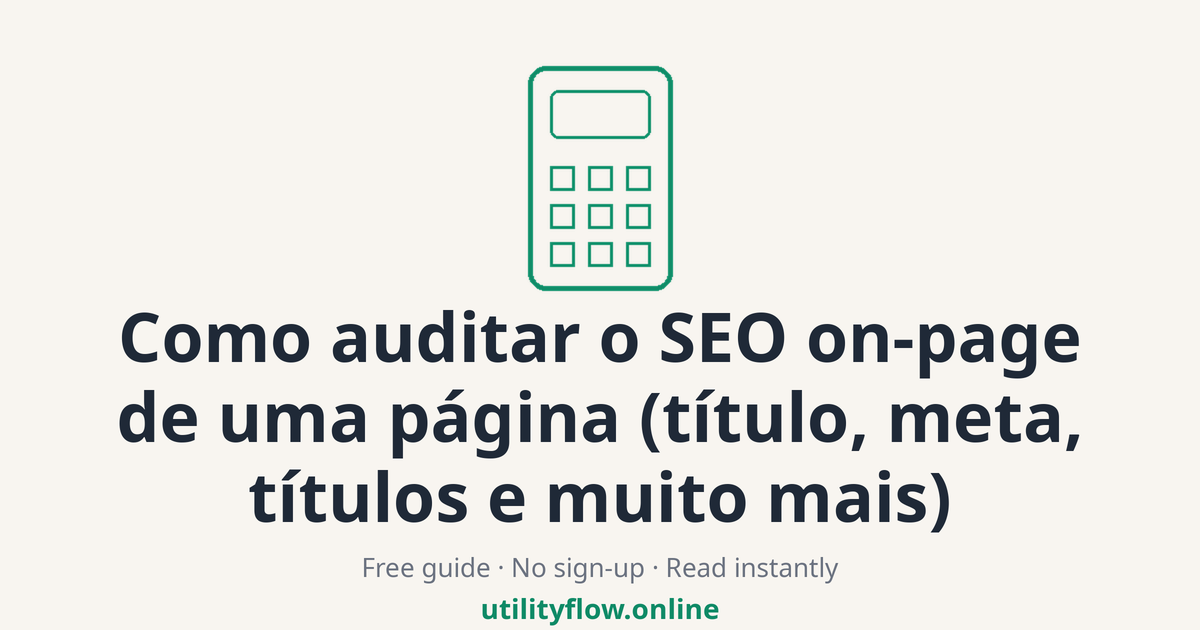 Como auditar o SEO on-page
de uma página (título, meta,
títulos e muito mais)
Free guide · No sign-up · Read instantly
utilityflow.online